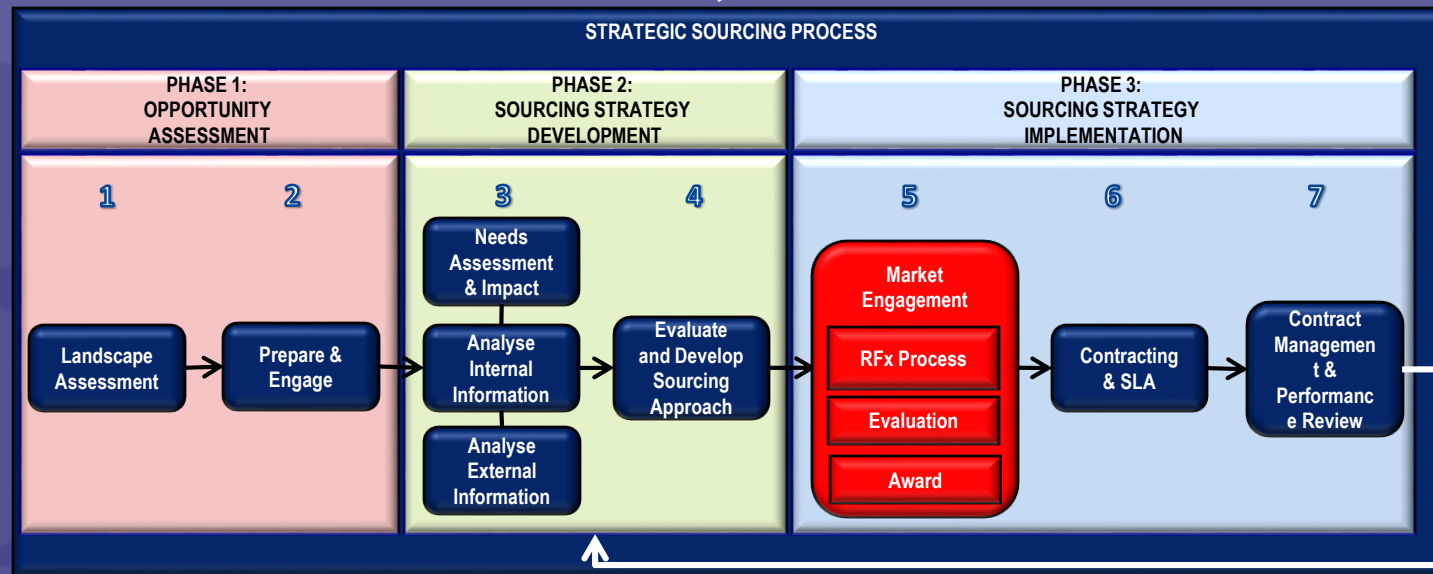 STRATEGIC SOURCING PROCESS
PHASE 1:
OPPORTUNITY
ASSESSMENT
PHASE 2:
SOURCING STRATEGY
DEVELOPMENT
PHASE 3:
SOURCING STRATEGY
IMPLEMENTATION
1
2
3
4
5
6
7
Landscape
Assessment
Prepare &
Engage
Needs
Assessment
& Impact
Analyse
Internal
Information
Analyse
External
Information
Evaluate
and Develop
Sourcing
Approach
Market
Engagement
RFx Process
Evaluation
Award
Contracting
& SLA
Contract
Managemen
t &
Performanc
e Review